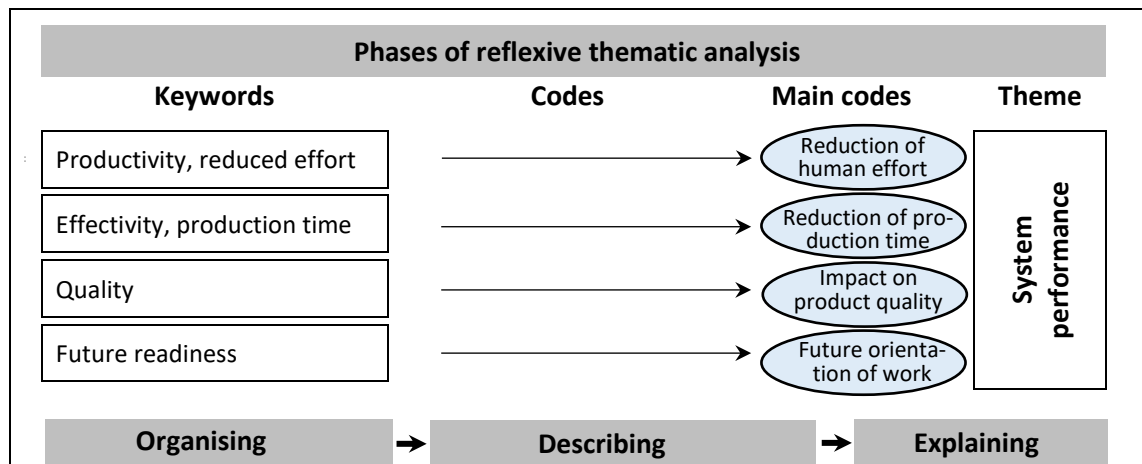 Phases of reflexive thematic analysis
Keywords Codes Main codes Theme
Productivity, reduced effort
Reduction of
human effort
Effectivity, production time
Reduction of pro-
duction time
Quality
Impact on
product quality
Future readiness
Future orienta-
tion of work
System
performance
Organising Describing Explaining